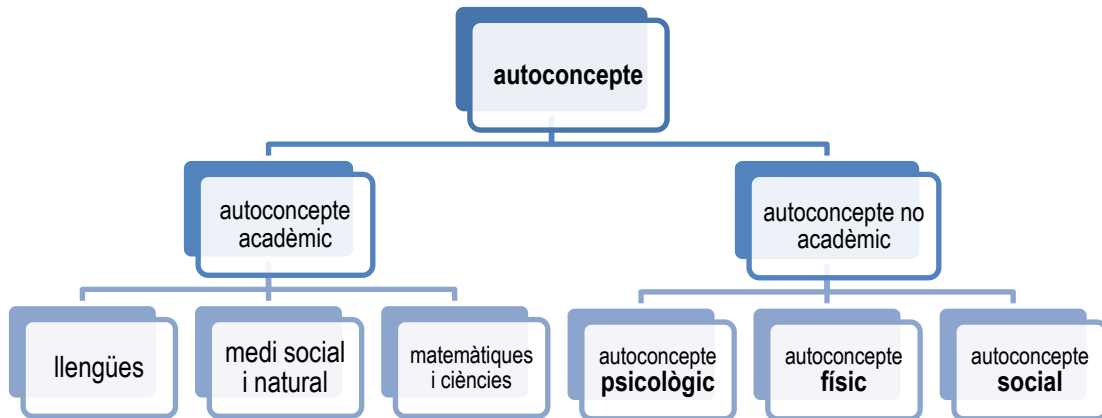 autoconcepte
autoconcepte
acadèmic
autoconcepte no
acadèmic
llengües
medi social
i natural
matemàtiques
i ciències
autoconcepte
psicològic
autoconcepte
físic
autoconcepte
social